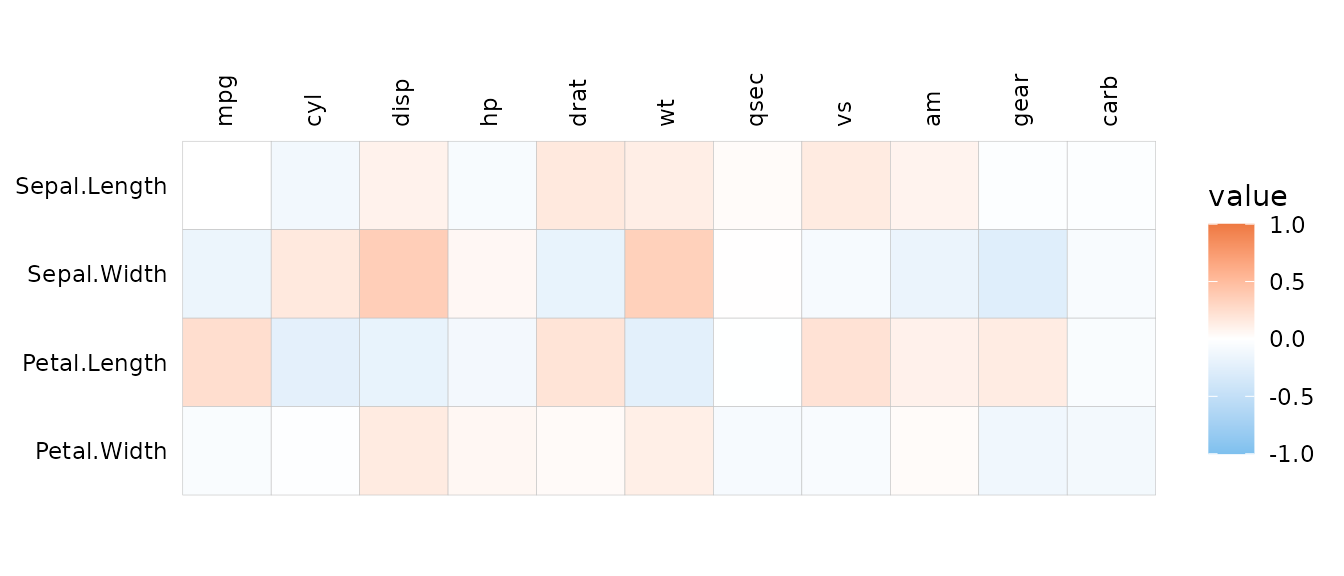 mpg cyl disp hp drat wt qsec vs am gear carb
Sepal.Length
Sepal.Width
Petal.Length
Petal.Width
value
1.0
0.5
0.0
-0.5
-1.0